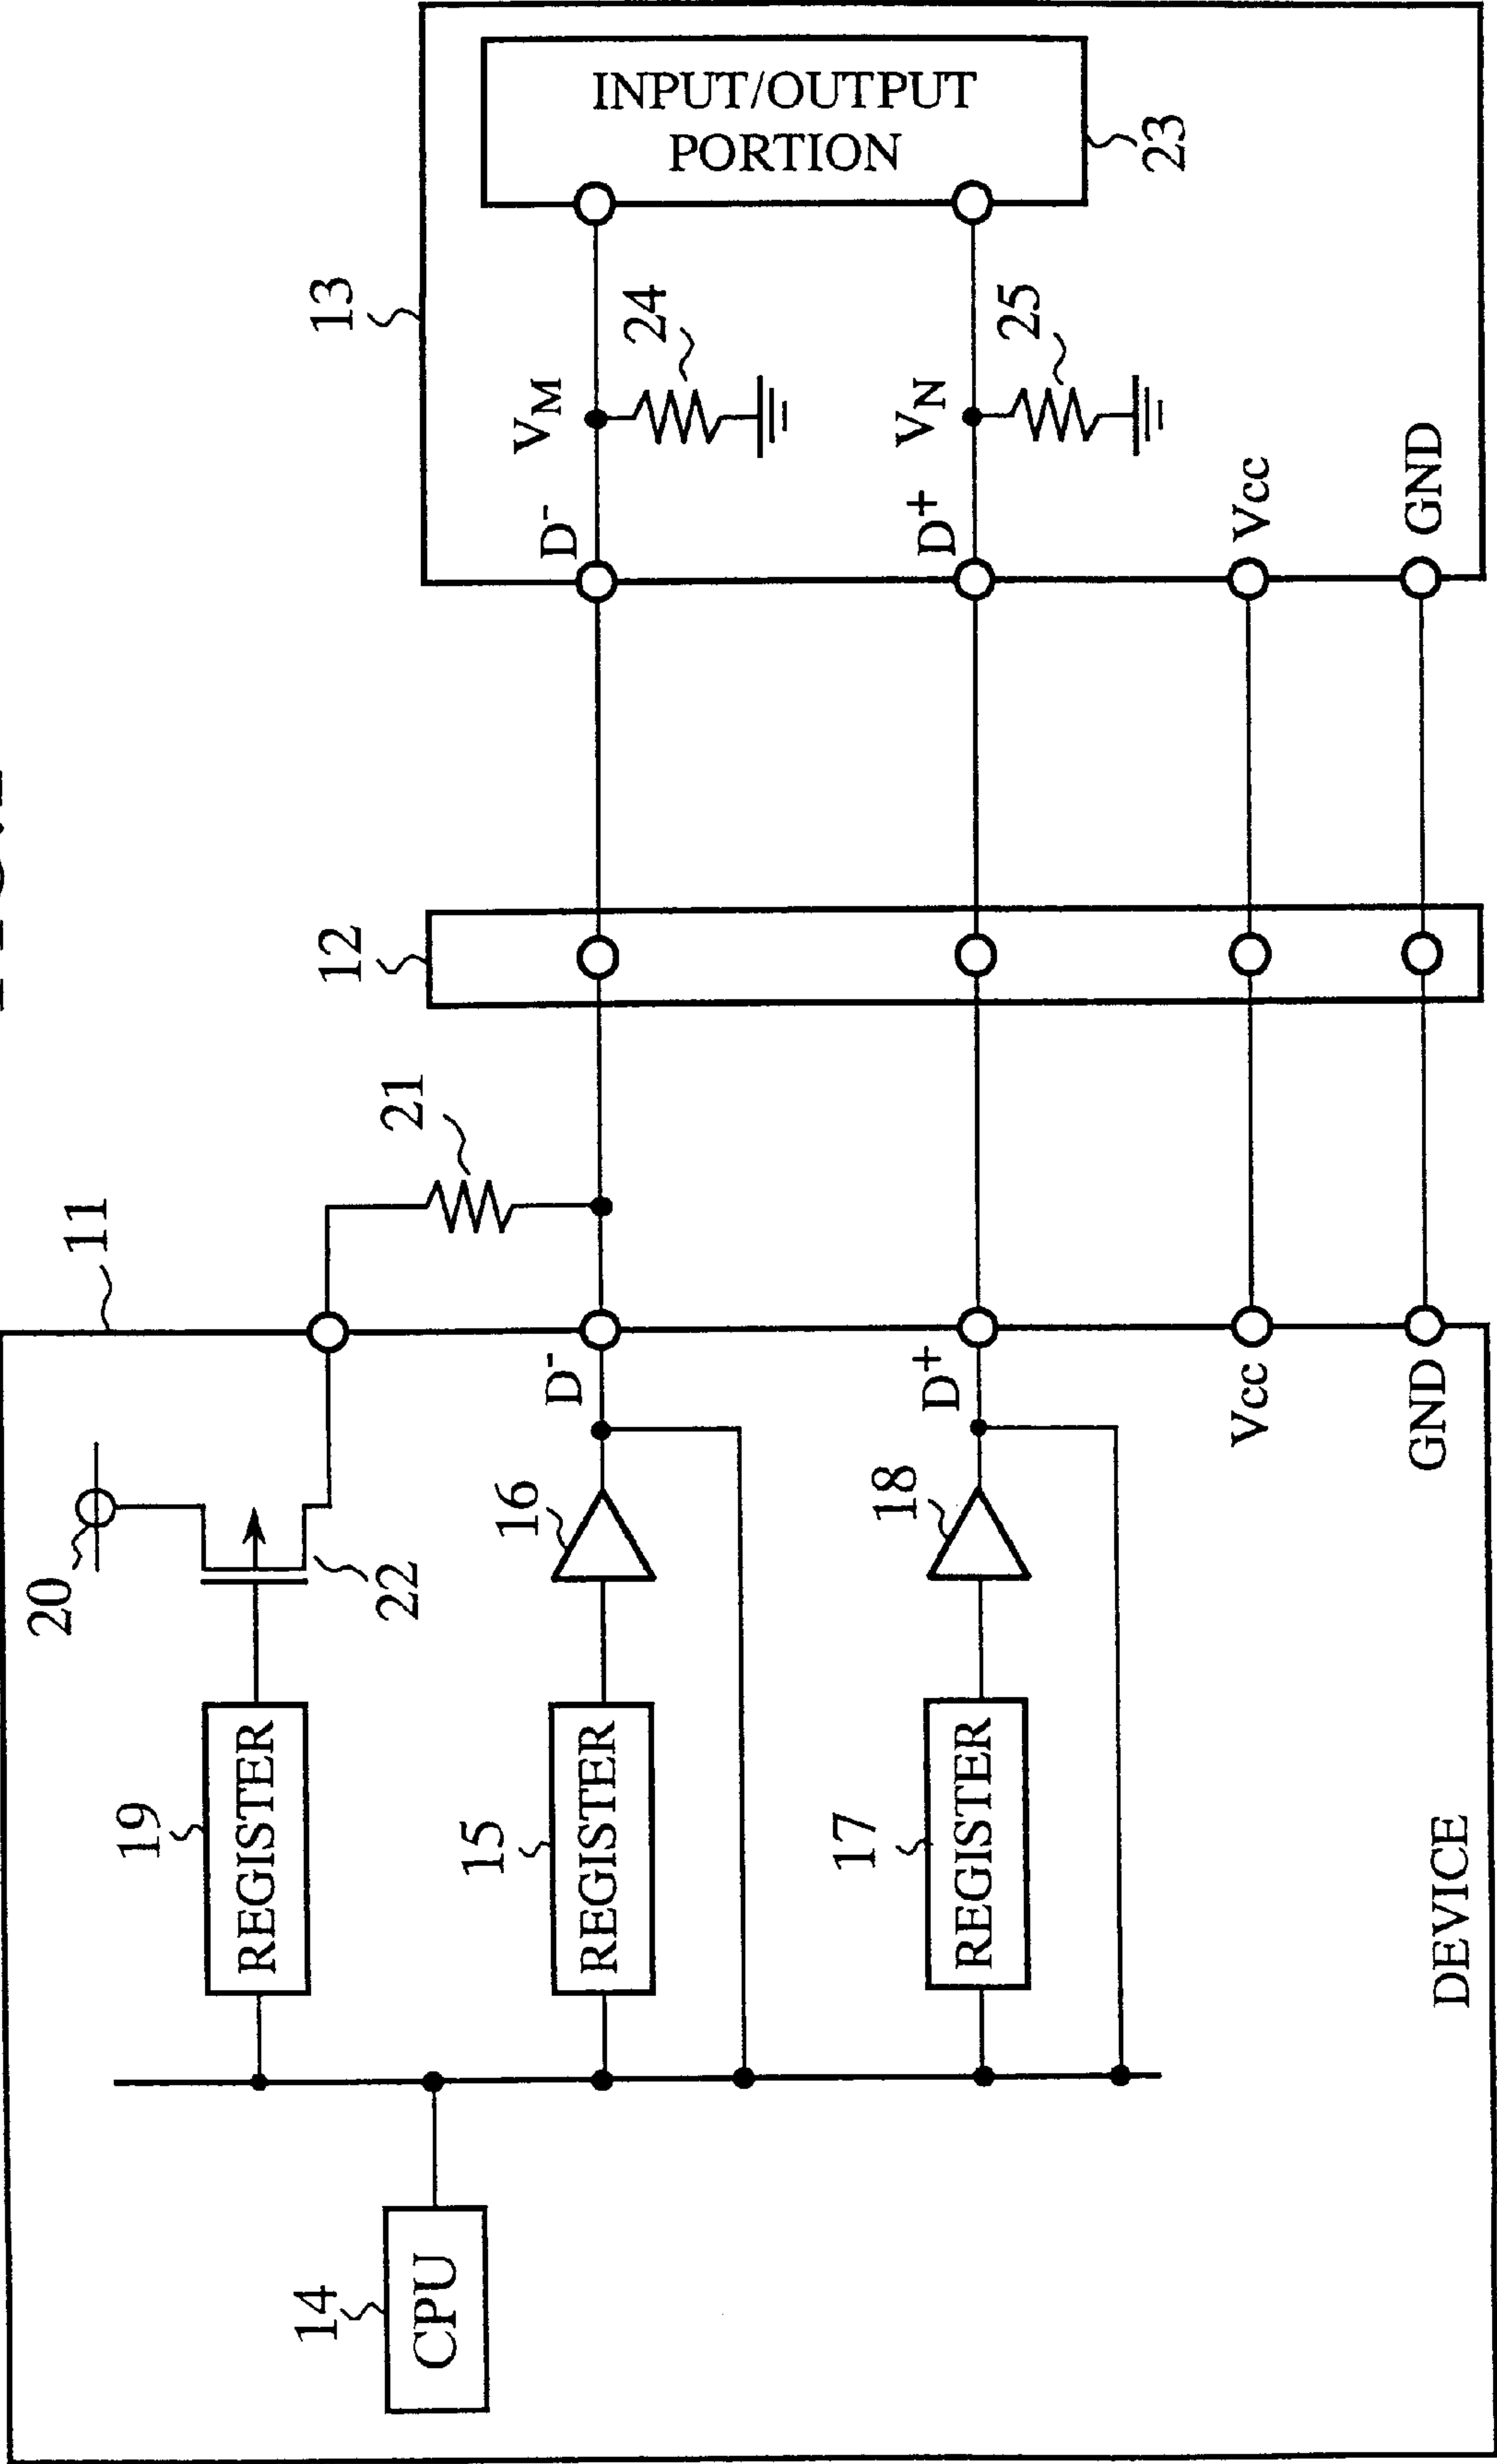 11
12
13
20
19
REGISTER
22
21
14
CPU
15
REGISTER
16
D-
D-
VM
24
INPUT/OUTPUT
PORTION
23
17
REGISTER
18
D+
D+
VN
25
Vcc
Vcc
DEVICE
GND
GND